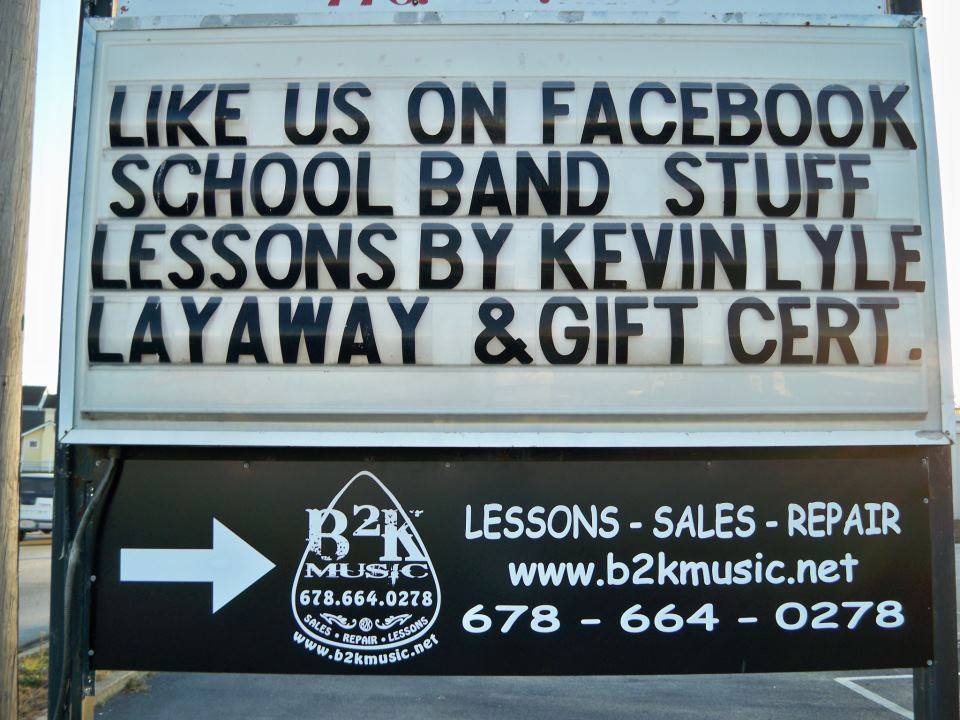 LIKE US ON FACEBOOK
SCHOOL BAND STUFF
LESSONS BY KEVIN LYLE
LAYAWAY & GIFT CERT.
B2K
MUSIC
678.664.0278
SALES • REPAIR • LESSONS
www.b2kmusic.net
LESSONS - SALES - REPAIR
www.b2kmusic.net
678 - 664 - 0278